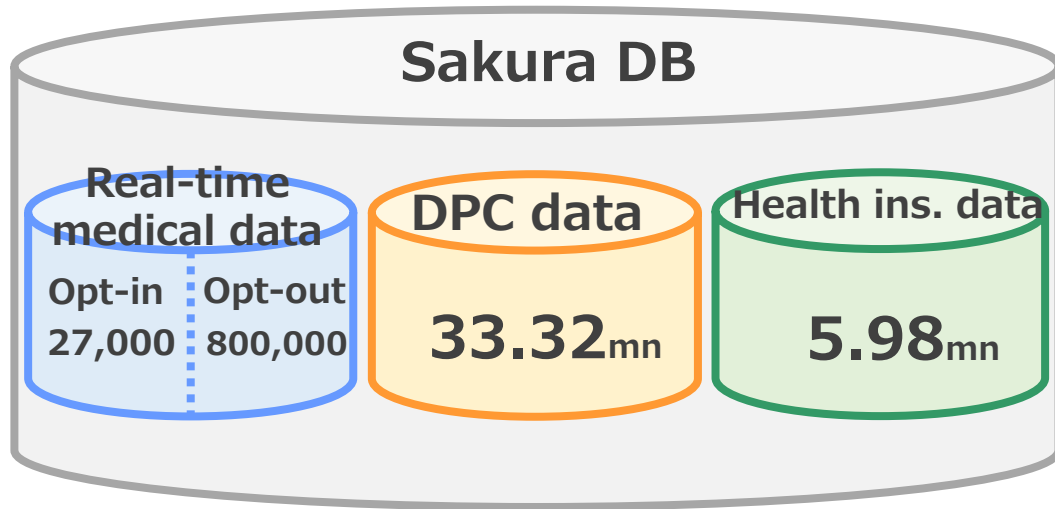 Sakura DB
Real-time
medical data
Opt-in
27,000
Opt-out
800,000
DPC data
33.32mn
Health ins. data
5.98mn